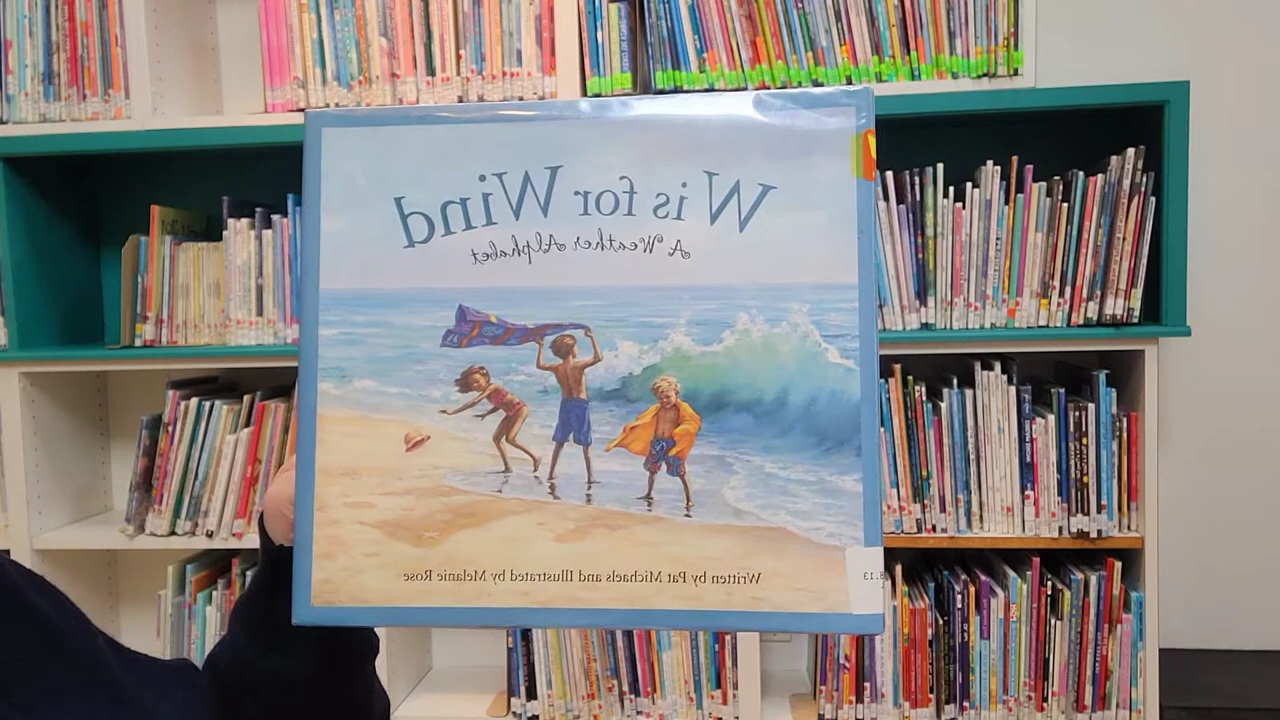 W is for Wind
A Weather Alphabet
Written by Pat Michaels and Illustrated by Melanie Rose